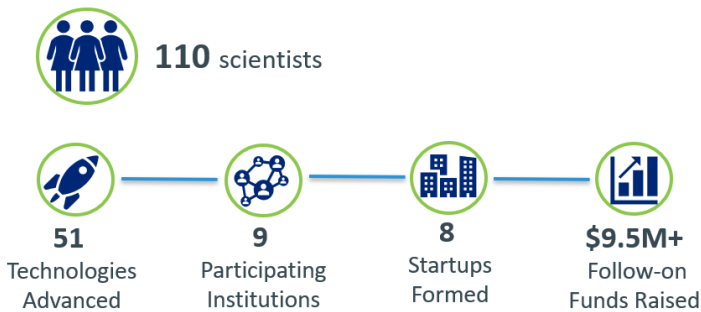 110 scientists
51
Technologies
Advanced
9
Participating
Institutions
8
Startups
Formed
$9.5M+
Follow-on
Funds Raised